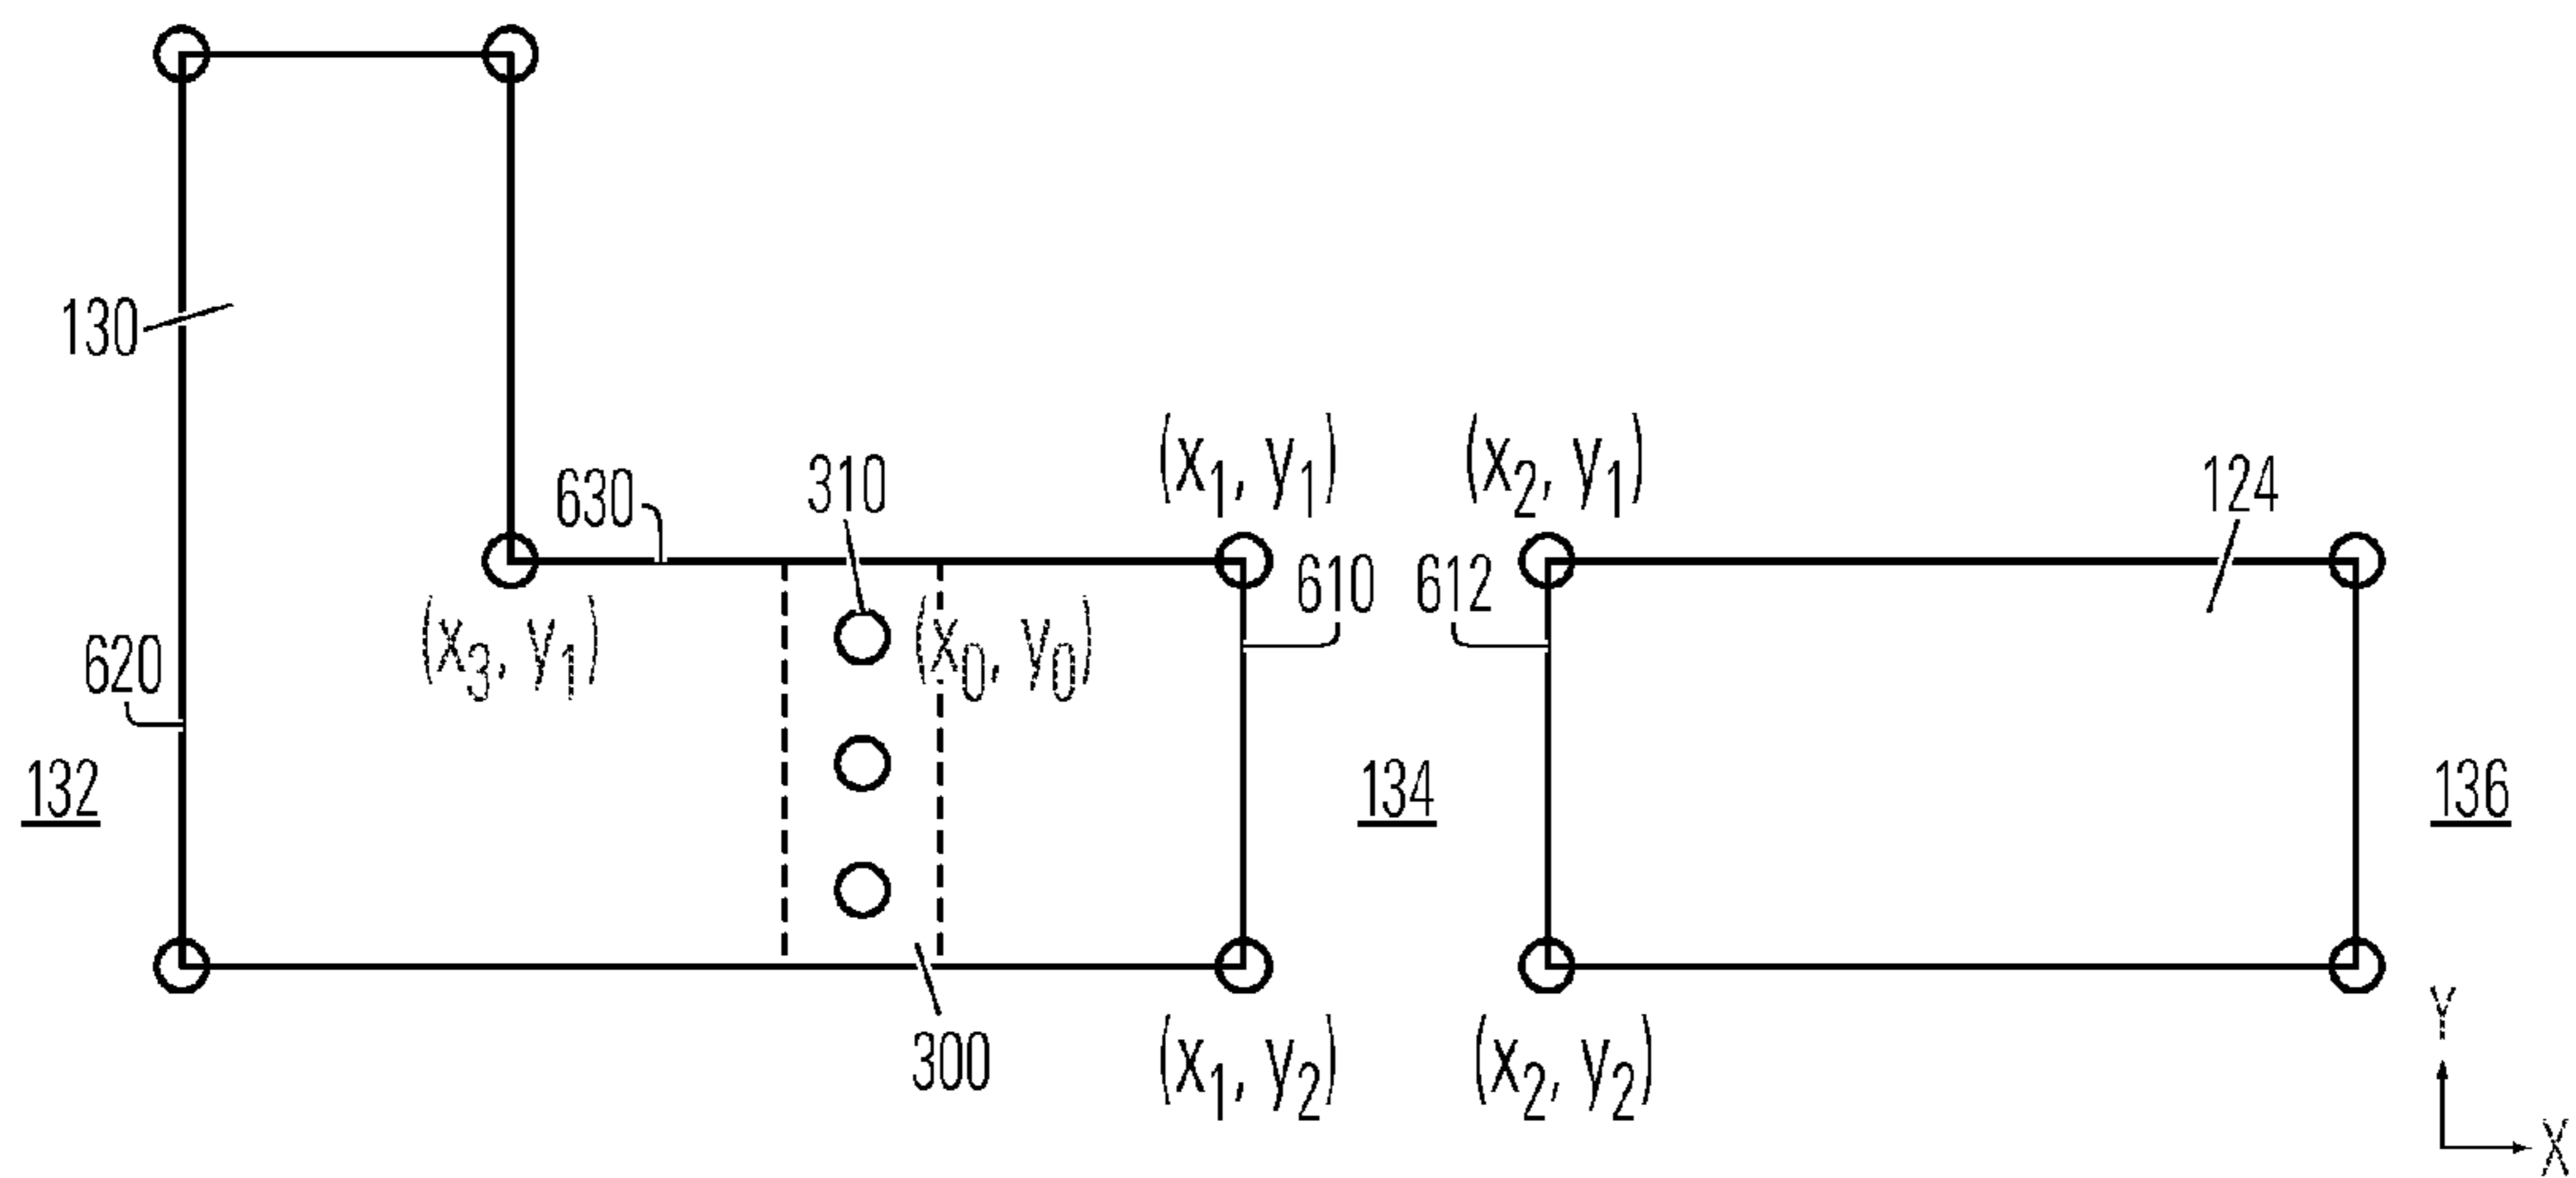 130
(x₁, y₁)
(x₂, y₁)
630
310
124
610
612
(x₃, y₁)
(x₀, y₀)
620
132
134
136
300
(x₁, y₂)
(x₂, y₂)
Y
X